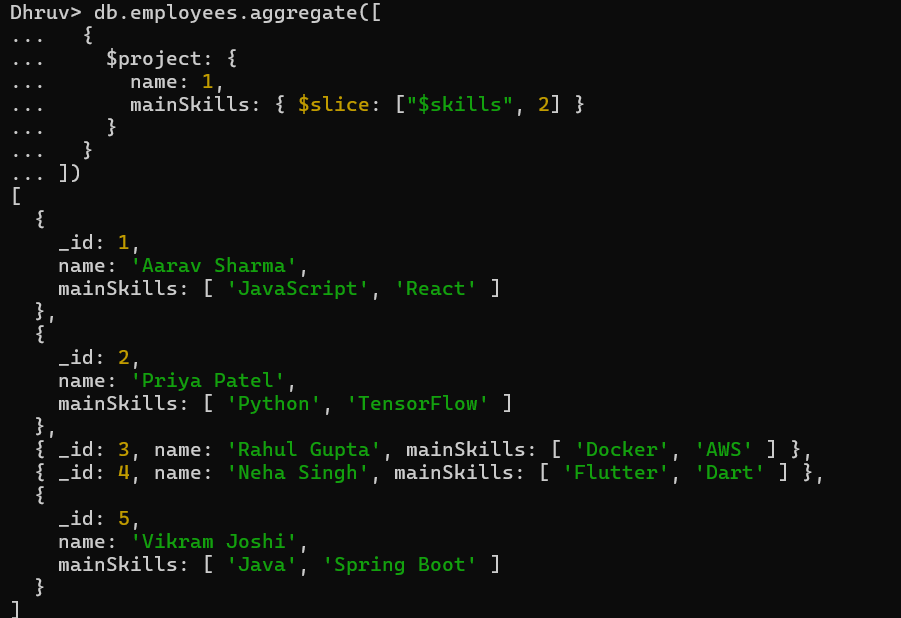 Dhruv> db.employees.aggregate([
...   {
...     $project: {
...       name: 1,
...       mainSkills: { $slice: ["$skills", 2] }
...     }
...   }
... ])
[
  {
    _id: 1,
    name: 'Aarav Sharma',
    mainSkills: [ 'JavaScript', 'React' ]
  },
  {
    _id: 2,
    name: 'Priya Patel',
    mainSkills: [ 'Python', 'TensorFlow' ]
  },
  { _id: 3, name: 'Rahul Gupta', mainSkills: [ 'Docker', 'AWS' ] },
  { _id: 4, name: 'Neha Singh', mainSkills: [ 'Flutter', 'Dart' ] },
  {
    _id: 5,
    name: 'Vikram Joshi',
    mainSkills: [ 'Java', 'Spring Boot' ]
  }
]